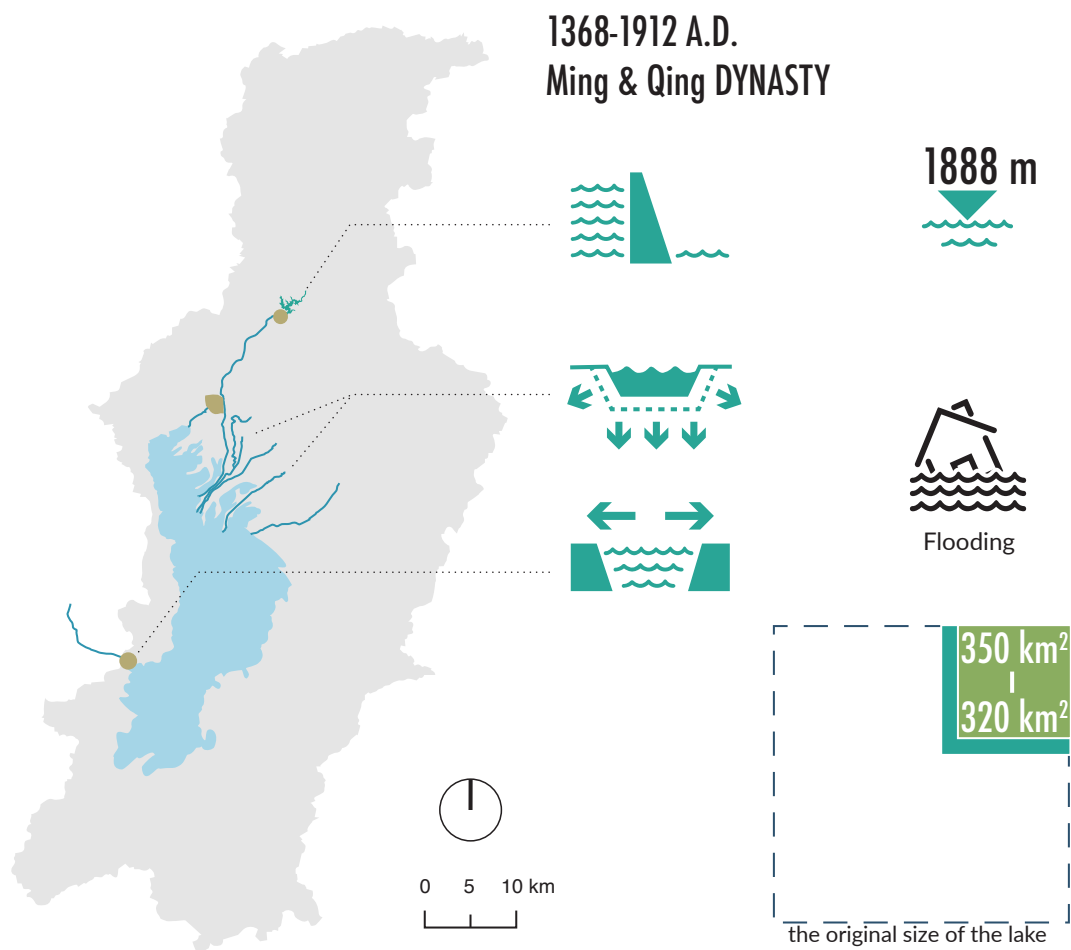 1368-1912 A.D.
Ming & Qing DYNASTY
1888 m
Flooding
350 km²
320 km²
0 5 10 km
the original size of the lake